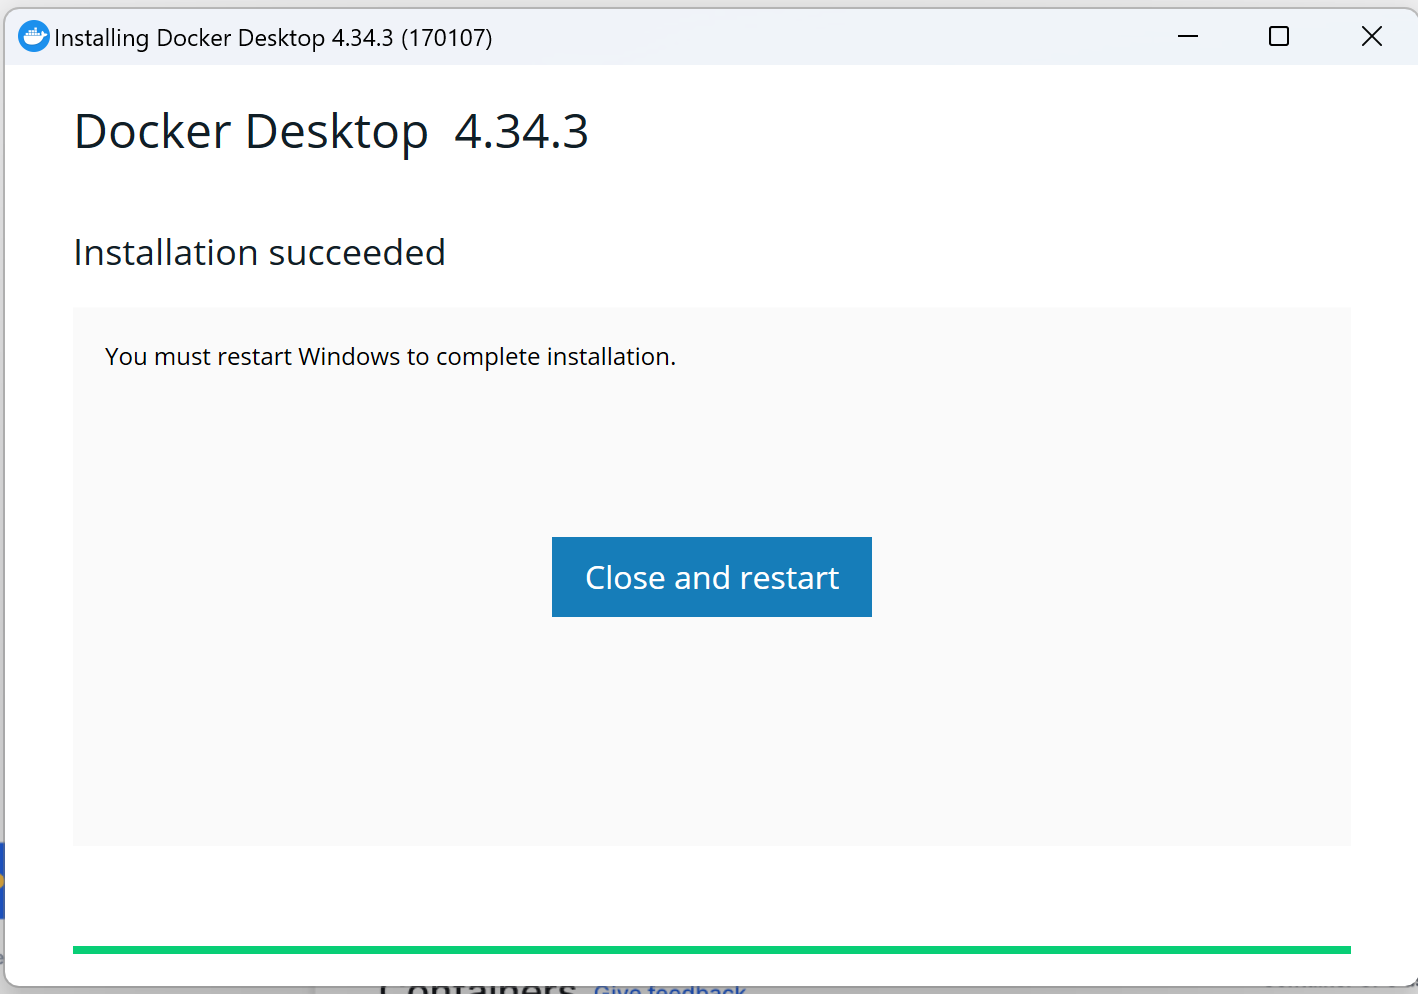 Installing Docker Desktop 4.34.3 (170107)
Docker Desktop 4.34.3
Installation succeeded
You must restart Windows to complete installation.
Close and restart
Containers Give feedback